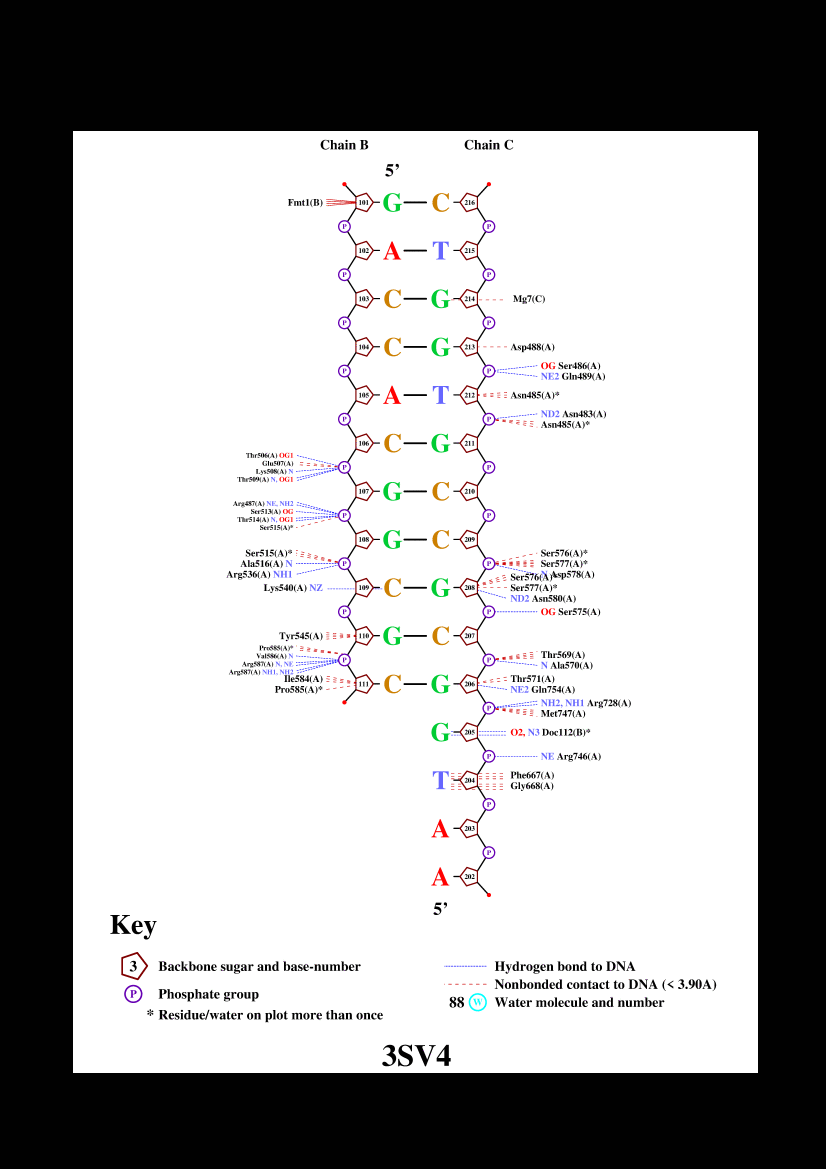 Chain B Chain C
5’
Fmt1(B) 101 G C 216
P P
102 A T 215
P P
103 C G 214 Mg7(C)
P P
104 C G 213 Asp488(A)
P P OG Ser486(A)
NE2 Gln489(A)
105 A T 212 Asn485(A)*
P P ND2 Asn483(A)
Asn485(A)*
106 C G 211
Thr506(A) OG1
Glu507(A)
P P
Lys508(A) N
Thr509(A) N, OG1
107 G C 210
Arg487(A) NE, NH2
Ser513(A) OG
P P
Thr514(A) N, OG1
Ser515(A)*
108 G C 209
Ser515(A)* Ser576(A)*
Ala516(A) N P P Ser577(A)*
Arg536(A) NH1 N Asp578(A)
Ser576(A)*
Lys540(A) NZ 109 C G 208 Ser577(A)*
ND2 Asn580(A)
P P OG Ser575(A)
Tyr545(A) 110 G C 207
Pro585(A)*
Val586(A) N Thr569(A)
P P
Arg587(A) N, NE N Ala570(A)
Arg587(A) NH1, NH2
Ile584(A) Thr571(A)
111 C G 206
Pro585(A)* NE2 Gln754(A)
P NH2, NH1 Arg728(A)
Met747(A)
G 205 O2, N3 Doc112(B)*
P NE Arg746(A)
T 204 Phe667(A)
Gly668(A)
P
A 203
P
A 202
5’
Key
3 Backbone sugar and base-number
P Phosphate group
* Residue/water on plot more than once
Hydrogen bond to DNA
Nonbonded contact to DNA (< 3.90A)
88 W Water molecule and number
3SV4